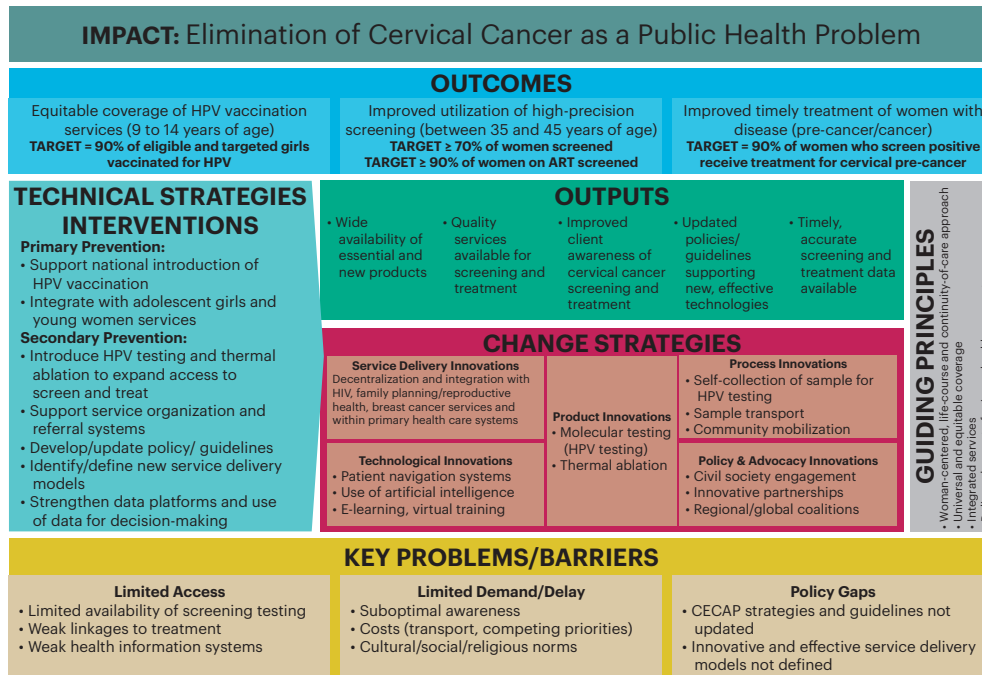 IMPACT: Elimination of Cervical Cancer as a Public Health Problem
OUTCOMES
Equitable coverage of HPV vaccination
services (9 to 14 years of age)
TARGET = 90% of eligible and targeted girls
vaccinated for HPV
Improved utilization of high-precision
screening (between 35 and 45 years of age)
TARGET ≥ 70% of women screened
TARGET ≥ 90% of women on ART screened
Improved timely treatment of women with
disease (pre-cancer/cancer)
TARGET = 90% of women who screen positive
receive treatment for cervical pre-cancer
TECHNICAL STRATEGIES
INTERVENTIONS
Primary Prevention:
• Support national introduction of
HPV vaccination
• Integrate with adolescent girls and
young women services
Secondary Prevention:
• Introduce HPV testing and thermal
ablation to expand access to
screen and treat
• Support service organization and
referral systems
• Develop/update policy/ guidelines
• Identify/define new service delivery
models
• Strengthen data platforms and use
of data for decision-making
OUTPUTS
• Wide
availability of
essential and
new products
• Quality
services
available for
screening and
treatment
• Improved
client
awareness of
cervical cancer
screening and
treatment
• Updated
policies/
guidelines
supporting
new, effective
technologies
• Timely,
accurate
screening and
treatment data
available
CHANGE STRATEGIES
Service Delivery Innovations
Decentralization and integration with
HIV, family planning/reproductive
health, breast cancer services and
within primary health care systems
Technological Innovations
• Patient navigation systems
• Use of artificial intelligence
• E-learning, virtual training
Product Innovations
• Molecular testing
(HPV testing)
• Thermal ablation
Process Innovations
• Self-collection of sample for
HPV testing
• Sample transport
• Community mobilization
Policy & Advocacy Innovations
• Civil society engagement
• Innovative partnerships
• Regional/global coalitions
GUIDING PRINCIPLES
• Woman-centered, life-course and continuity-of-care approach
• Universal and equitable coverage
• Integrated services
KEY PROBLEMS/BARRIERS
Limited Access
• Limited availability of screening testing
• Weak linkages to treatment
• Weak health information systems
Limited Demand/Delay
• Suboptimal awareness
• Costs (transport, competing priorities)
• Cultural/social/religious norms
Policy Gaps
• CECAP strategies and guidelines not
updated
• Innovative and effective service delivery
models not defined